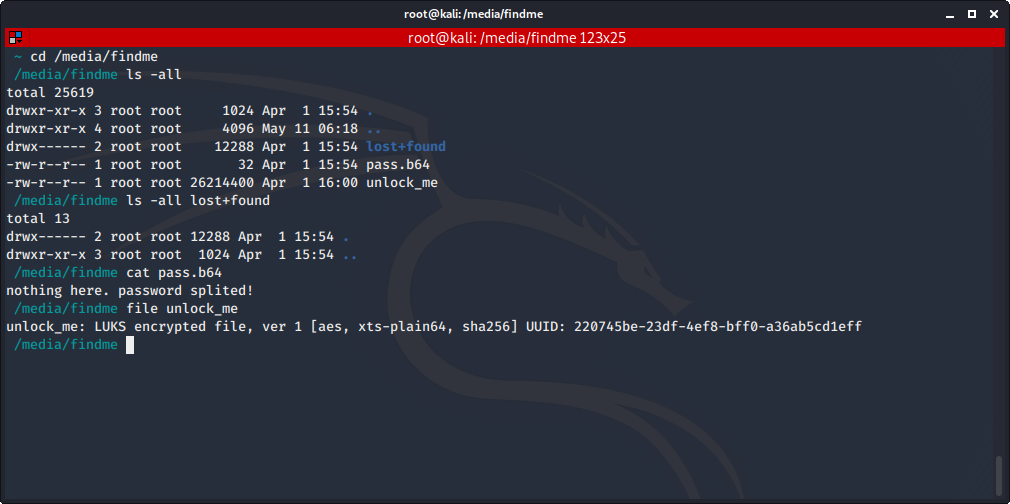 root@kali: /media/findme
root@kali: /media/findme 123x25
~ cd /media/findme
/media/findme ls -all
total 25619
drwxr-xr-x 3 root root     1024 Apr  1 15:54 .
drwxr-xr-x 4 root root     4096 May 11 06:18 ..
drwx------ 2 root root    12288 Apr  1 15:54 lost+found
-rw-r--r-- 1 root root       32 Apr  1 15:54 pass.b64
-rw-r--r-- 1 root root 26214400 Apr  1 16:00 unlock_me
/media/findme ls -all lost+found
total 13
drwx------ 2 root root 12288 Apr  1 15:54 .
drwxr-xr-x 3 root root  1024 Apr  1 15:54 ..
/media/findme cat pass.b64
nothing here. password splited!
/media/findme file unlock_me
unlock_me: LUKS encrypted file, ver 1 [aes, xts-plain64, sha256] UUID: 220745be-23df-4ef8-bff0-a36ab5cd1eff
/media/findme